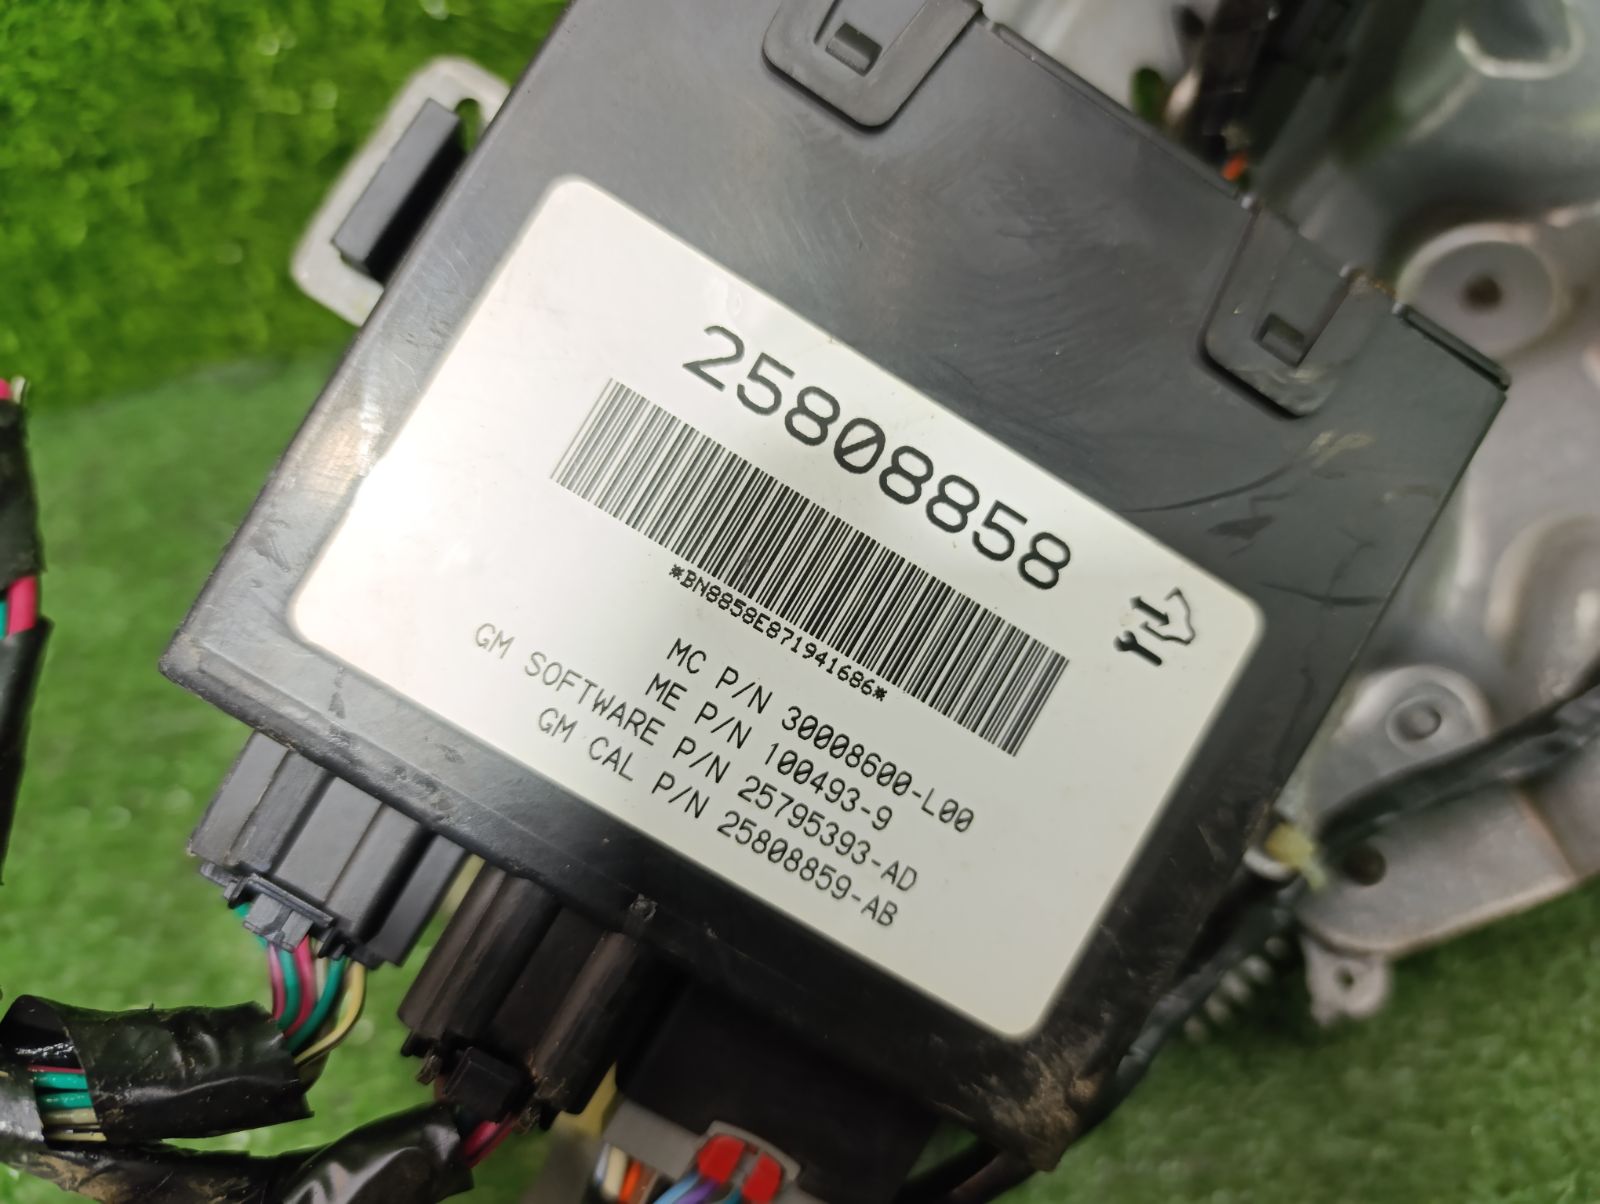 25808858
*BN8858E871941686*
MC P/N 30008600-L00
ME P/N 100493-9
GM SOFTWARE P/N 25795393-AD
GM CAL P/N 25808859-AB